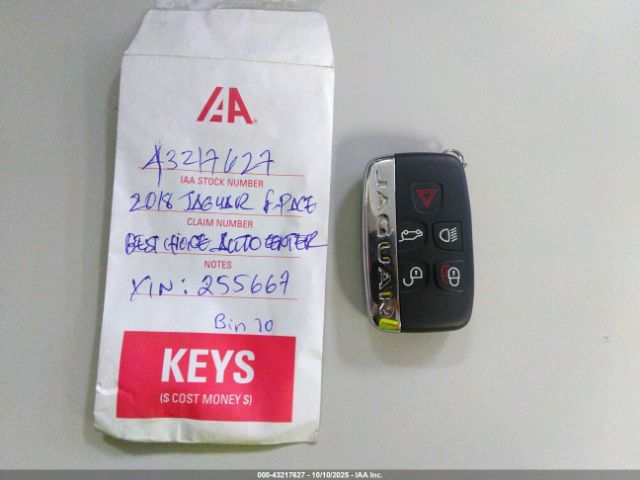 IAA
43217627
IAA STOCK NUMBER
2018 JAGUAR F-PACE
CLAIM NUMBER
BEST CHOICE AUTO CENTER
NOTES
VIN: 255667
Bin 70
KEYS
($ COST MONEY $)
JAGUAR
000-43217627 - 10/10/2025 - IAA Inc.